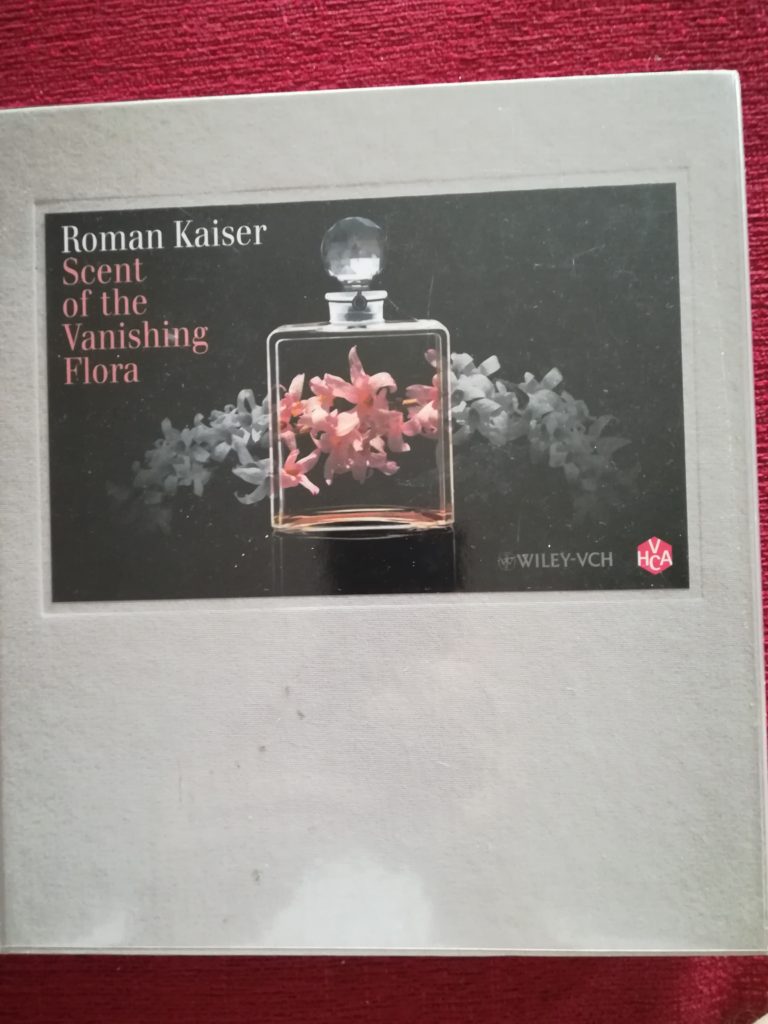 Roman Kaiser
Scent
of the
Vanishing
Flora
WILEY-VCH
V
HCA